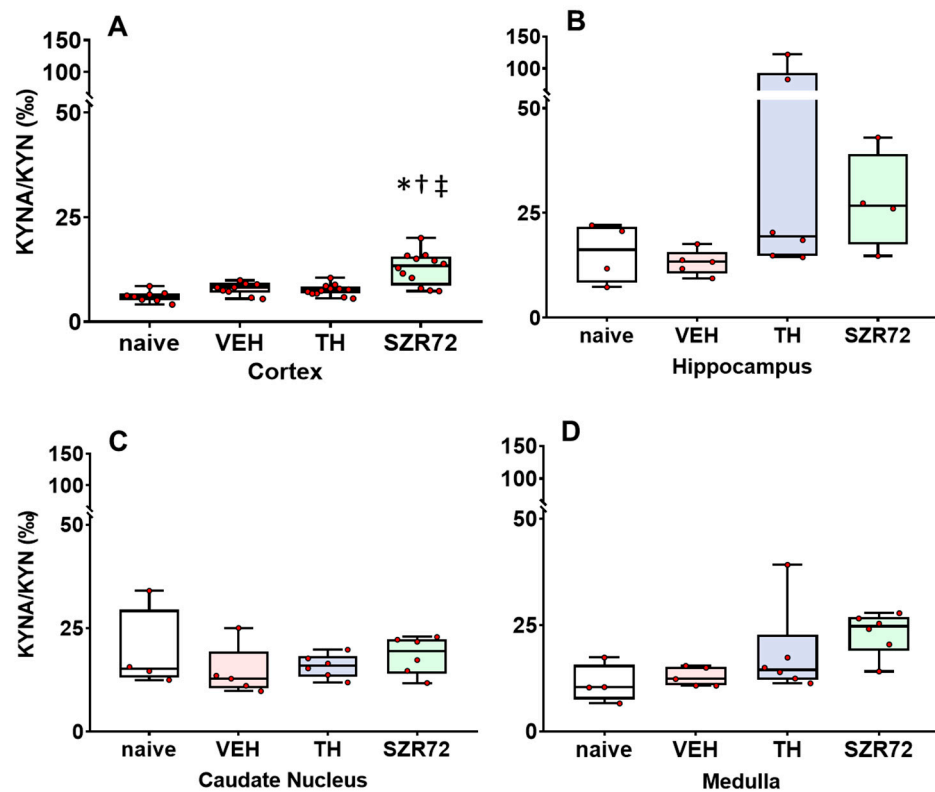 A
150
100
50
25
0
KYNA/KYN (‰)
*†‡
naive VEH TH SZR72
Cortex
B
150
100
50
25
0
naive VEH TH SZR72
Hippocampus
C
150
100
50
25
0
KYNA/KYN (‰)
naive VEH TH SZR72
Caudate Nucleus
D
150
100
50
25
0
naive VEH TH SZR72
Medulla